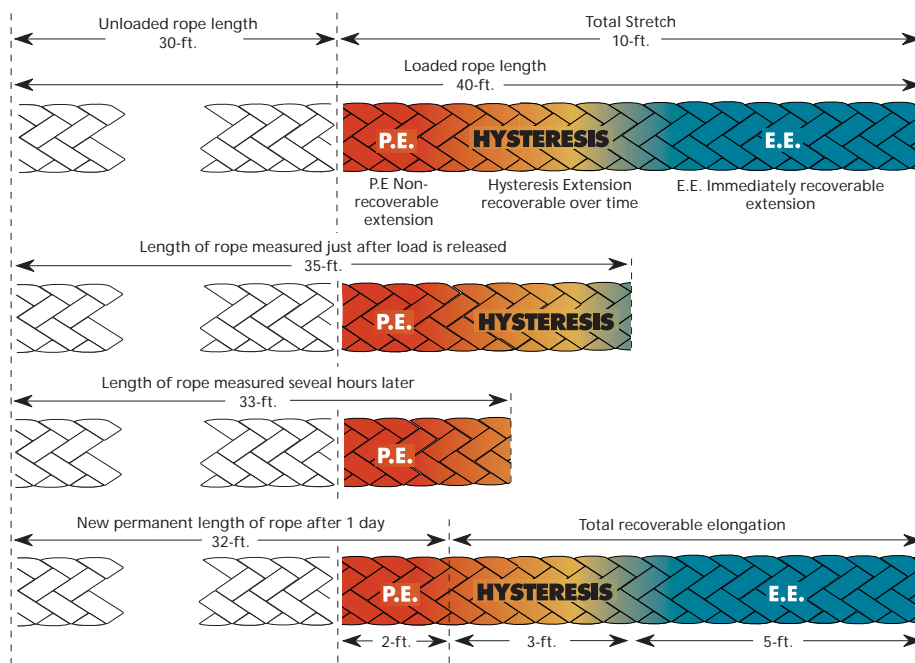 Unloaded rope length
30-ft.
Total Stretch
10-ft.
Loaded rope length
40-ft.
P.E.
HYSTERESIS
E.E.
P.E Non-
recoverable
extension
Hysteresis Extension
recoverable over time
E.E. Immediately recoverable
extension
Length of rope measured just after load is released
35-ft.
P.E.
HYSTERESIS
Length of rope measured seveal hours later
33-ft.
P.E.
New permanent length of rope after 1 day
32-ft.
Total recoverable elongation
P.E.
HYSTERESIS
E.E.
2-ft.
3-ft.
5-ft.